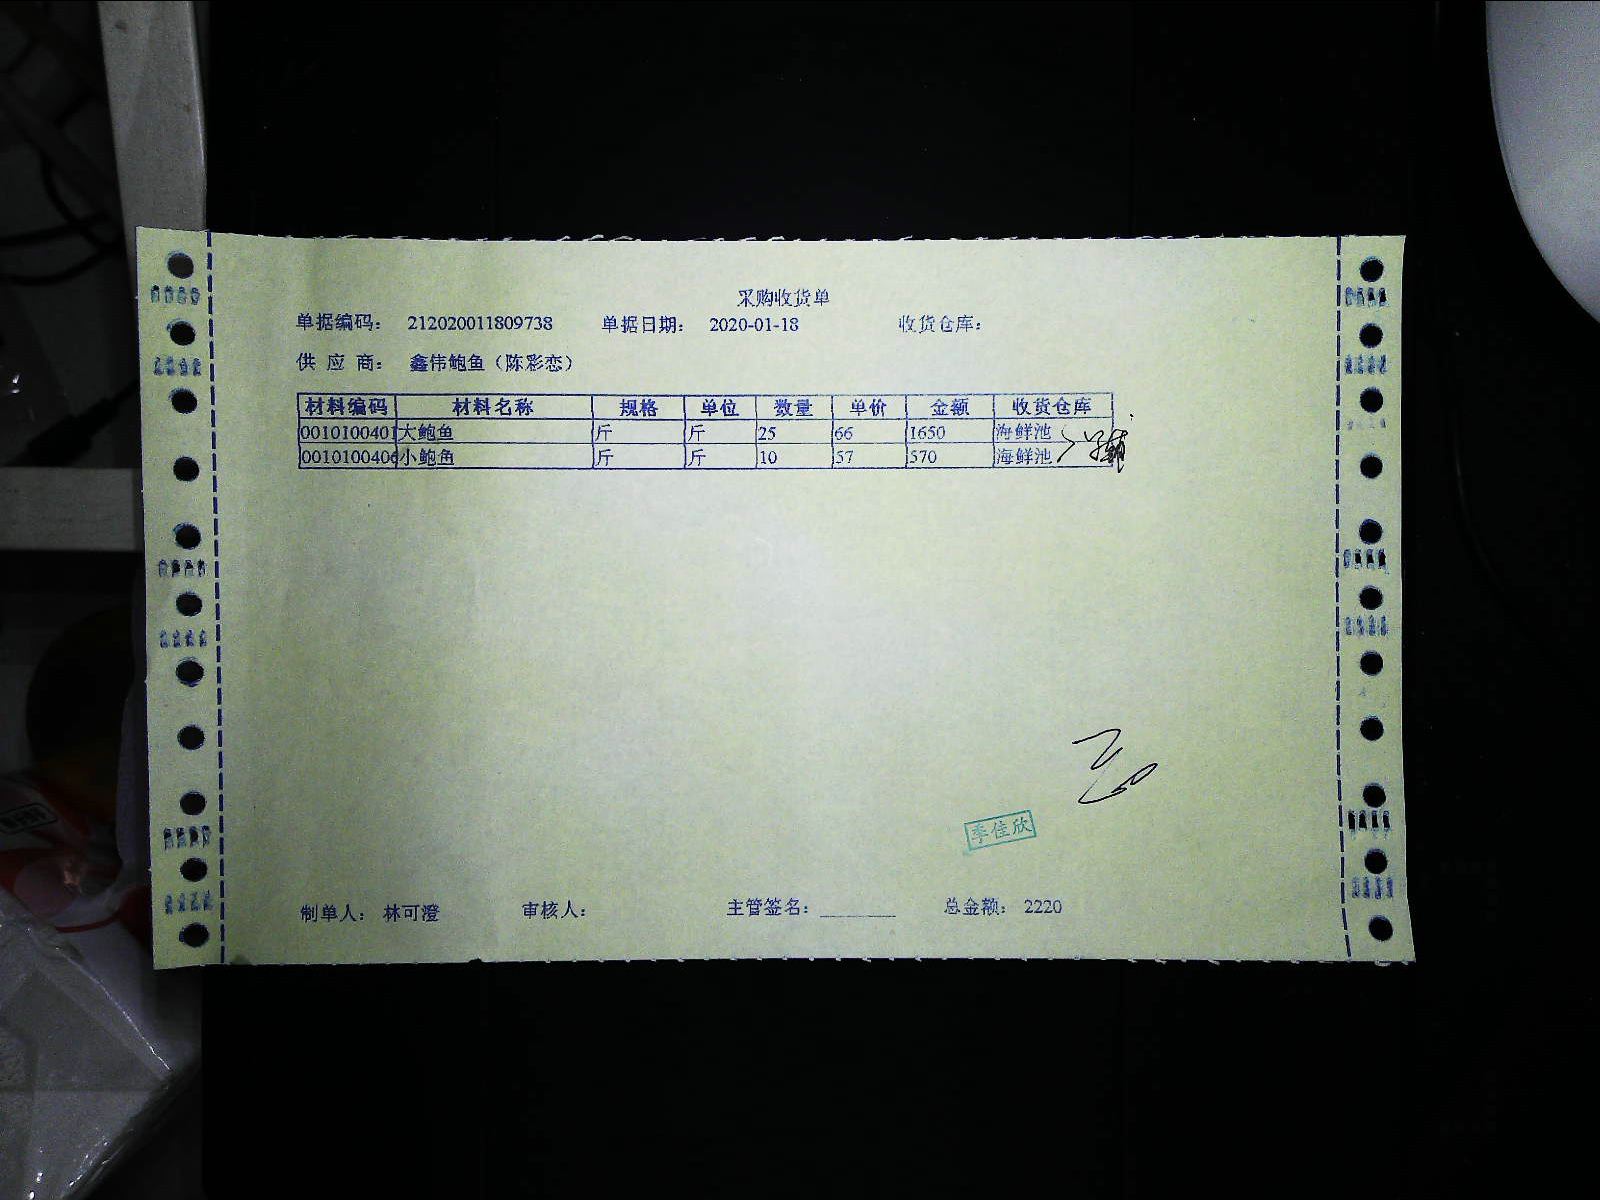 采购收货单
单据编码： 212020011809738 单据日期： 2020-01-18 收货仓库：
供 应 商： 鑫伟鲍鱼（陈彩恋）
材料编码 材料名称 规格 单位 数量 单价 金额 收货仓库
0010100401 大鲍鱼 斤 斤 25 66 1650 海鲜池
0010100406 小鲍鱼 斤 斤 10 57 570 海鲜池
季佳欣
制单人： 林可澄 审核人： 主管签名： 总金额： 2220